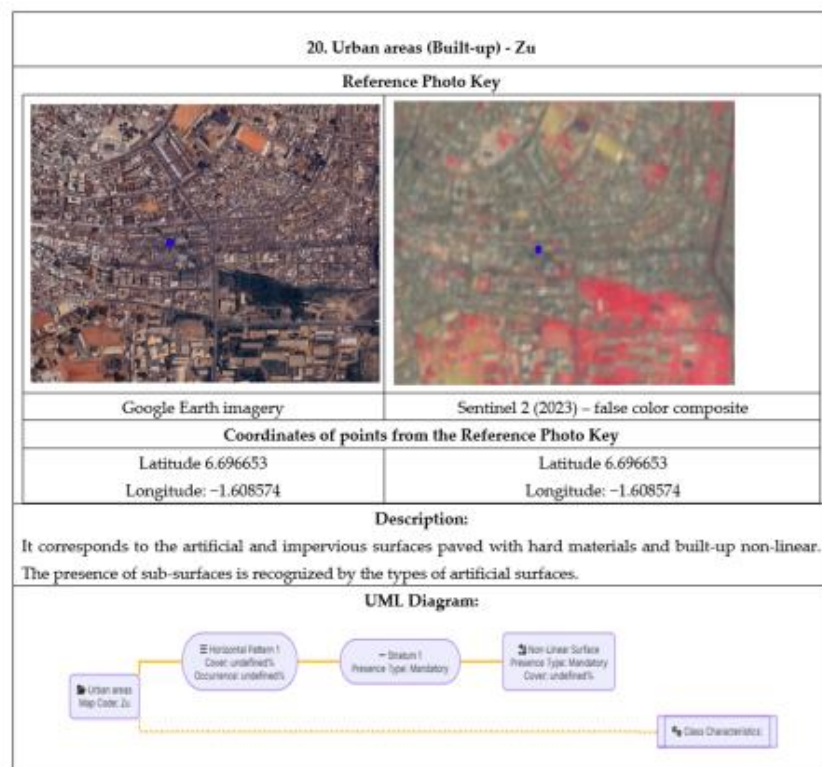 20. Urban areas (Built-up) - Zu
Reference Photo Key
Google Earth imagery
Sentinel 2 (2023) – false color composite
Coordinates of points from the Reference Photo Key
Latitude 6.696653
Latitude 6.696653
Longitude: −1.608574
Longitude: −1.608574
Description:
It corresponds to the artificial and impervious surfaces paved with hard materials and built-up non-linear.
The presence of sub-surfaces is recognized by the types of artificial surfaces.
UML Diagram:
Horizontal Pattern 1
Cover: undefined%
Occurrence: undefined%
Stratum 1
Presence Type: Mandatory
Non-Linear Surface
Presence Type: Mandatory
Cover: undefined%
Urban areas
Map Code: Zu
Class Characteristics